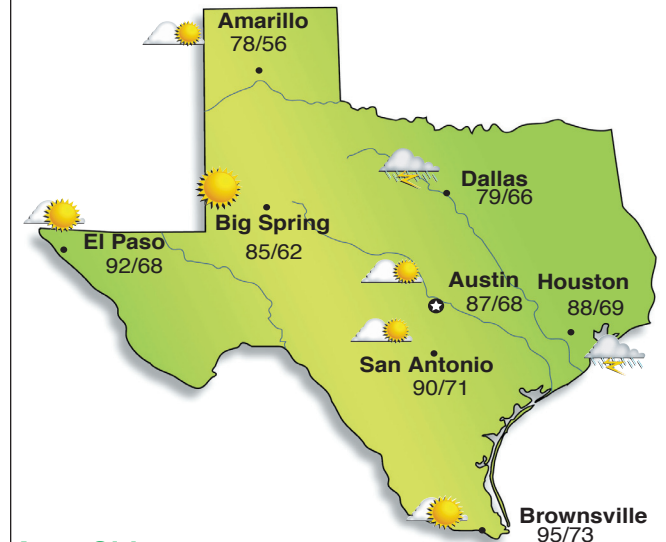 Amarillo
78/56
Dallas
79/66
Big Spring
85/62
El Paso
92/68
Austin
87/68
Houston
88/69
San Antonio
90/71
Brownsville
95/73